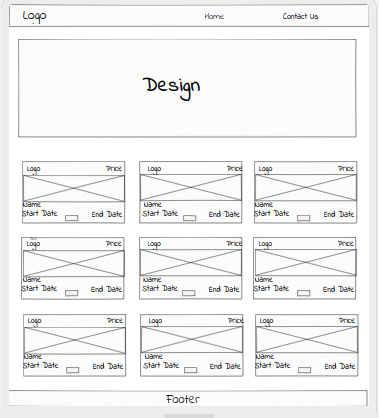 Logo Home Contact Us
Design
Logo Price Logo Price Logo Price
Name Name Name
Start Date End Date Start Date End Date Start Date End Date
Logo Price Logo Price Logo Price
Name Name Name
Start Date End Date Start Date End Date Start Date End Date
Logo Price Logo Price Logo Price
Name Name Name
Start Date End Date Start Date End Date Start Date End Date
Footer